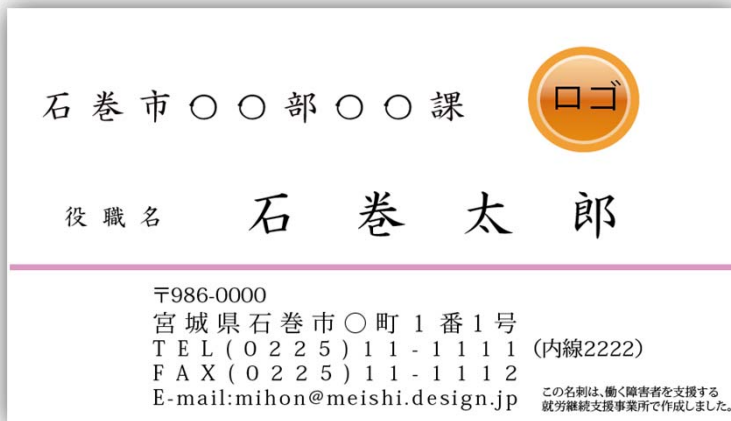 石巻市〇〇部〇〇課
ロゴ
役職名 石巻太郎
〒986-0000
宮城県石巻市〇町1番1号
TEL(0225)11-1111 (内線2222)
FAX(0225)11-1112
E-mail:mihon@meishi.design.jp
この名刺は、働く障害者を支援する
就労継続支援事業所で作成しました。